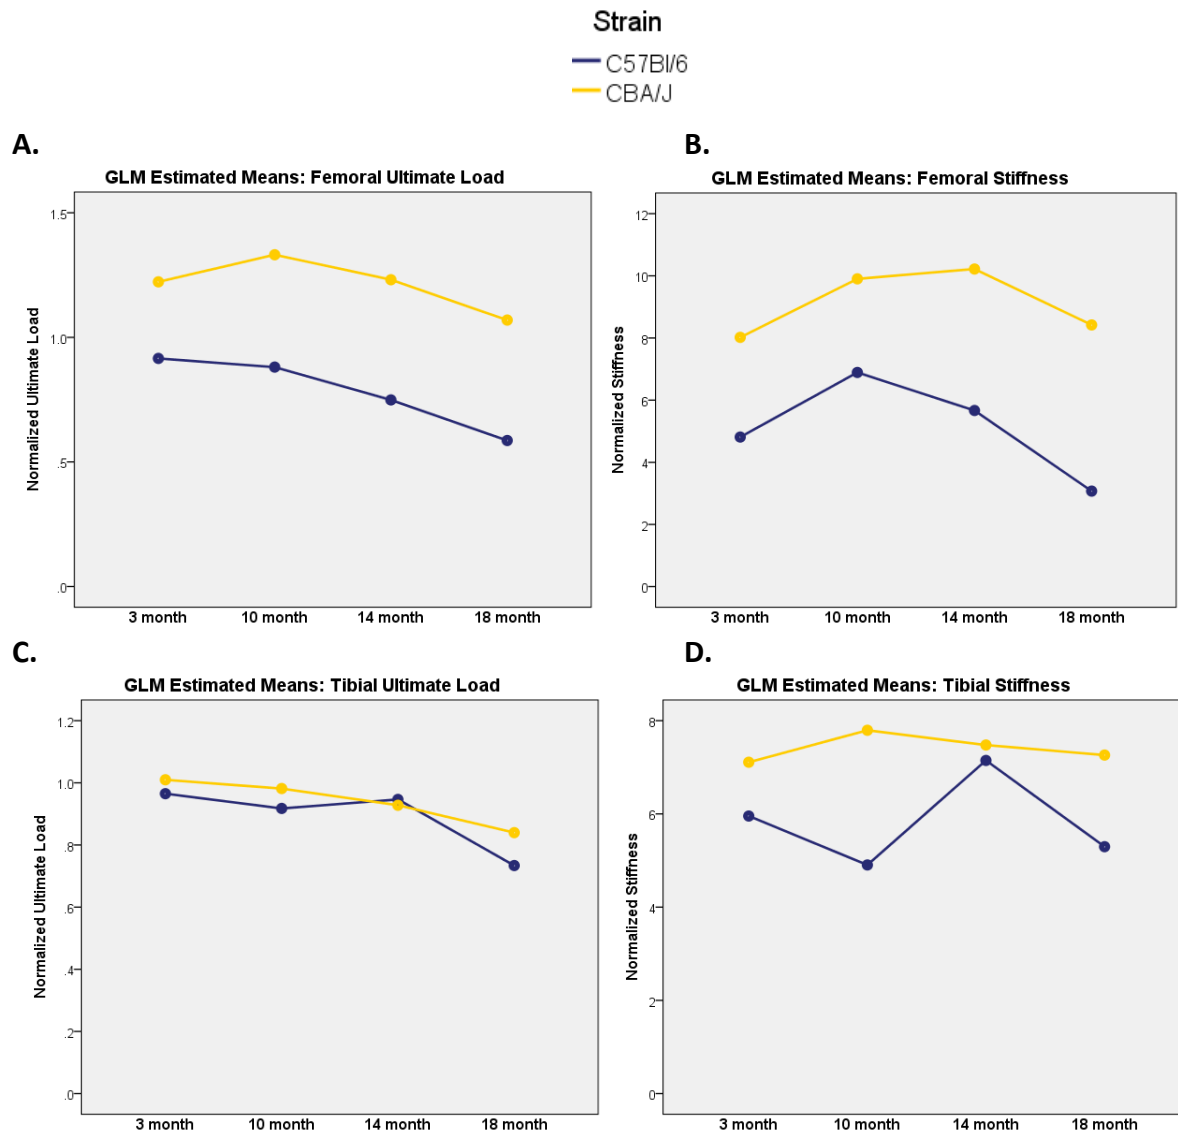 Strain
C57Bl/6
CBA/J
A.
GLM Estimated Means: Femoral Ultimate Load
Normalized Ultimate Load
1.5
1.0
.5
.0
3 month 10 month 14 month 18 month
B.
GLM Estimated Means: Femoral Stiffness
Normalized Stiffness
12
10
8
6
4
2
0
3 month 10 month 14 month 18 month
C.
GLM Estimated Means: Tibial Ultimate Load
Normalized Ultimate Load
1.2
1.0
.8
.6
.4
.2
.0
3 month 10 month 14 month 18 month
D.
GLM Estimated Means: Tibial Stiffness
Normalized Stiffness
8
6
4
2
0
3 month 10 month 14 month 18 month